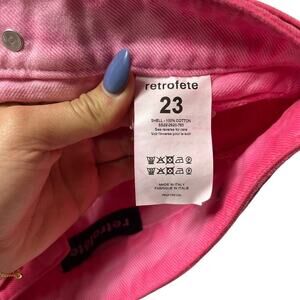 retrofete
23
SHELL - 100% COTTON
See reverse for care
MADE IN ITALY
FABRIQUE EN ITALIE
retrofete